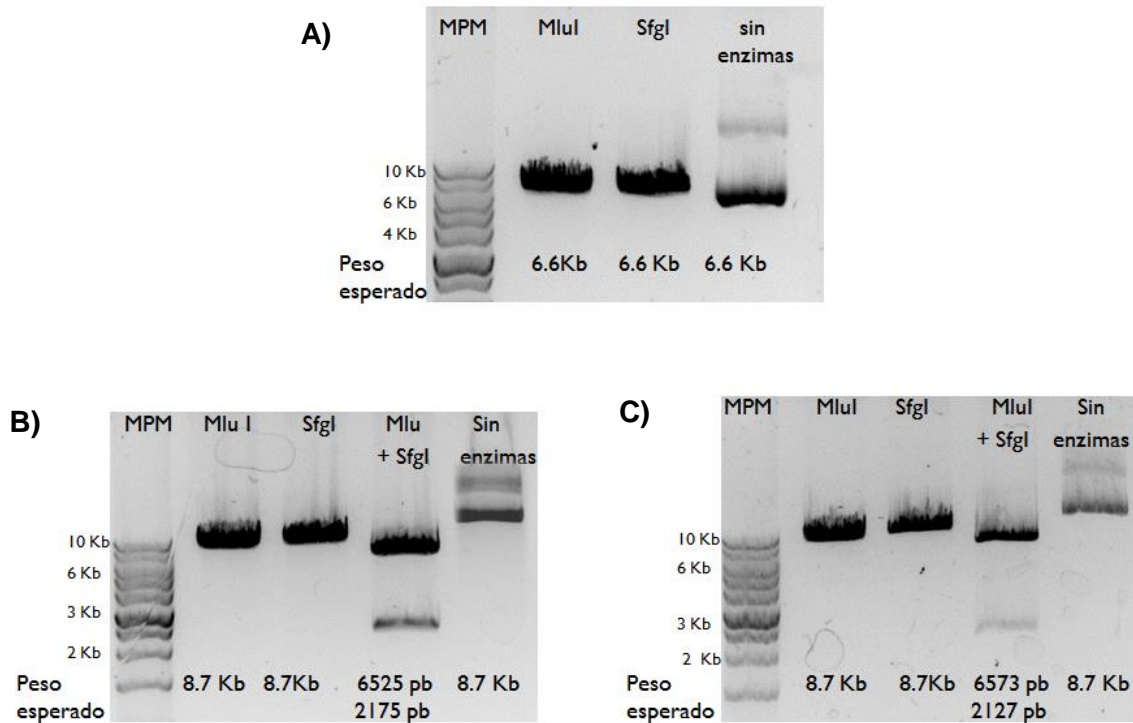 A)
MPM MluI SfgI sin
enzimas
10 Kb
6 Kb
4 Kb
Peso 6.6Kb 6.6 Kb 6.6 Kb
esperado
B)
MPM Mlu I SfgI Mlu Sin
+ SfgI enzimas
10 Kb
6 Kb
3 Kb
2 Kb
Peso 8.7 Kb 8.7Kb 6525 pb 8.7 Kb
esperado 2175 pb
C)
MPM MluI SfgI MluI Sin
+ SfgI enzimas
10 Kb
6 Kb
3 Kb
2 Kb
Peso 8.7 Kb 8.7Kb 6573 pb 8.7 Kb
esperado 2127 pb